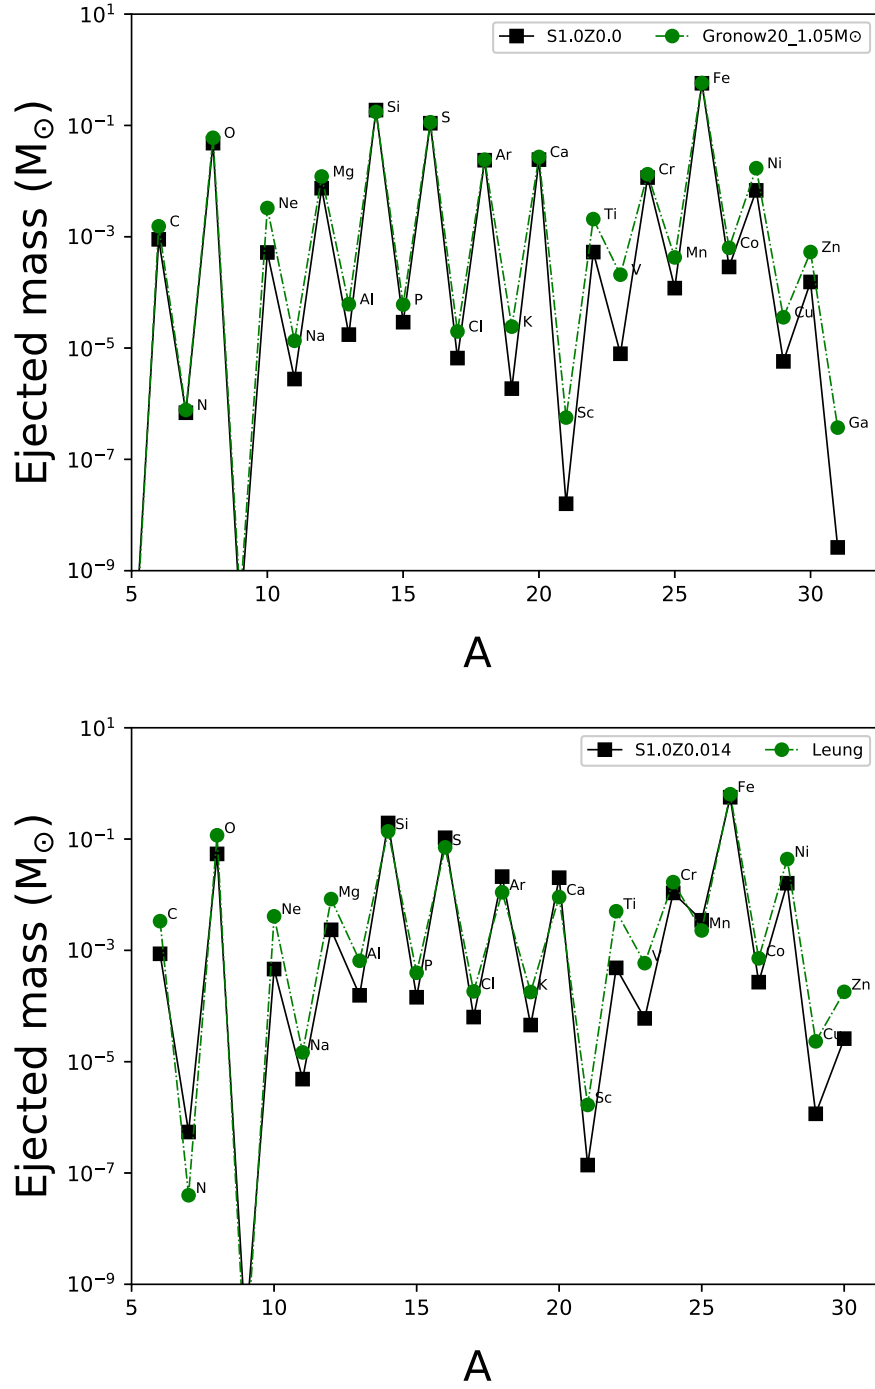 10^1
10^-1
10^-3
10^-5
10^-7
10^-9
Ejected mass (M⊙)
S1.0Z0.0 Gronow20_1.05M⊙
C
N
O
Ne
Na
Mg
Al
Si
P
S
Cl
Ar
K
Ca
Sc
Ti
V
Cr
Mn
Fe
Co
Ni
Cu
Zn
Ga
5 10 15 20 25 30
A
10^1
10^-1
10^-3
10^-5
10^-7
10^-9
Ejected mass (M⊙)
S1.0Z0.014 Leung
C
N
O
Ne
Na
Mg
Al
Si
P
S
Cl
Ar
K
Ca
Sc
Ti
V
Cr
Mn
Fe
Co
Ni
Cu
Zn
5 10 15 20 25 30
A